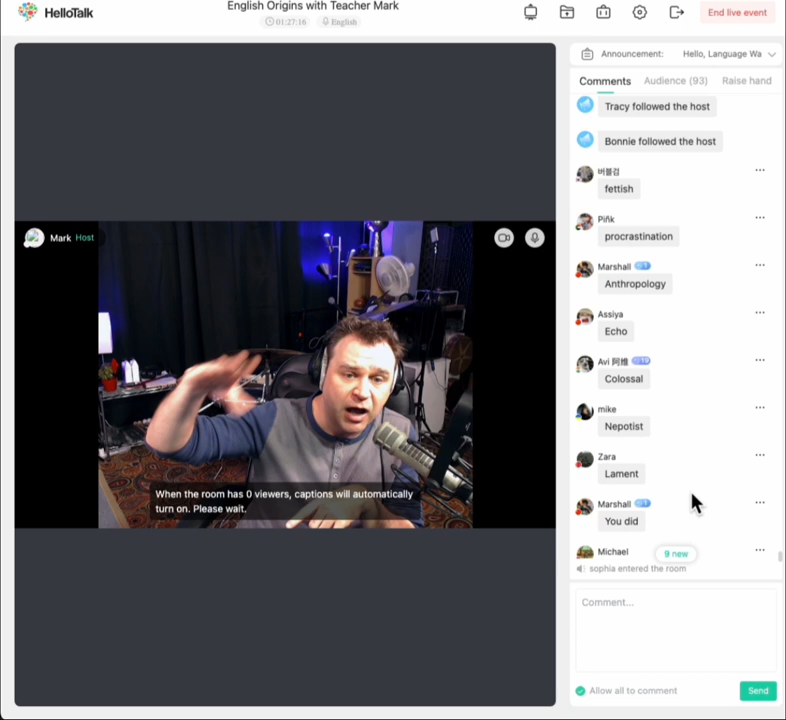 HelloTalk
English Origins with Teacher Mark
01:27:16 English
End live event
Announcement: Hello, Language Wa
Comments Audience (93) Raise hand
Tracy followed the host
Bonnie followed the host
버블검
fettish
Pink
procrastination
Marshall
Anthropology
Assiya
Echo
Avi 阿维
Colossal
mike
Nepotist
Zara
Lament
Marshall
You did
Michael
9 new
sophia entered the room
Comment...
Allow all to comment
Send
Mark Host
When the room has 0 viewers, captions will automatically
turn on. Please wait.